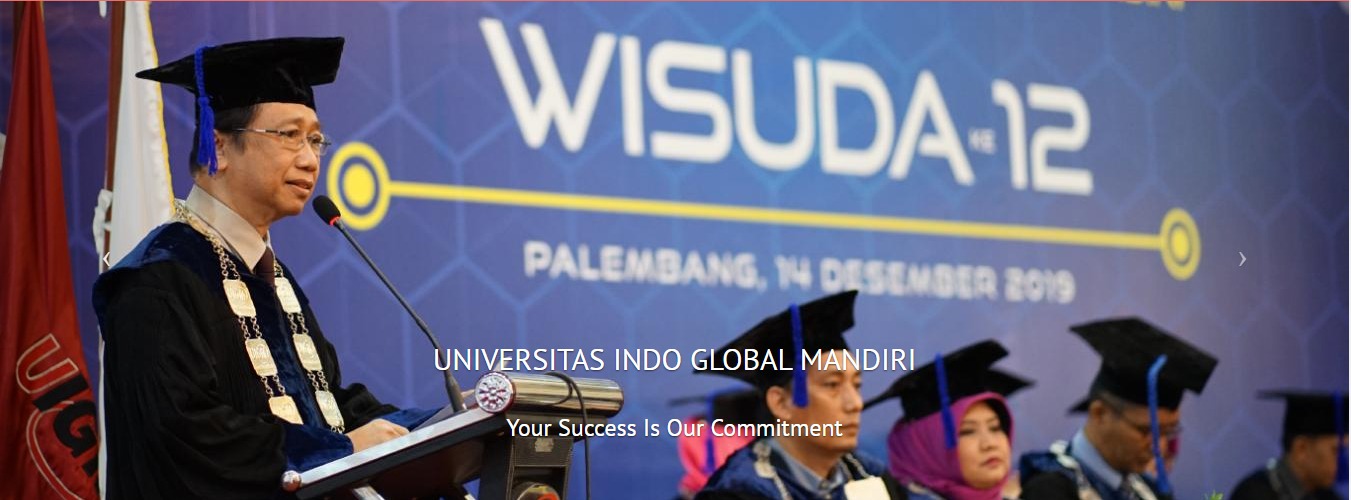 WISUDA KE 12
PALEMBANG, 14 DESEMBER 2019
UNIVERSITAS INDO GLOBAL MANDIRI
Your Success Is Our Commitment